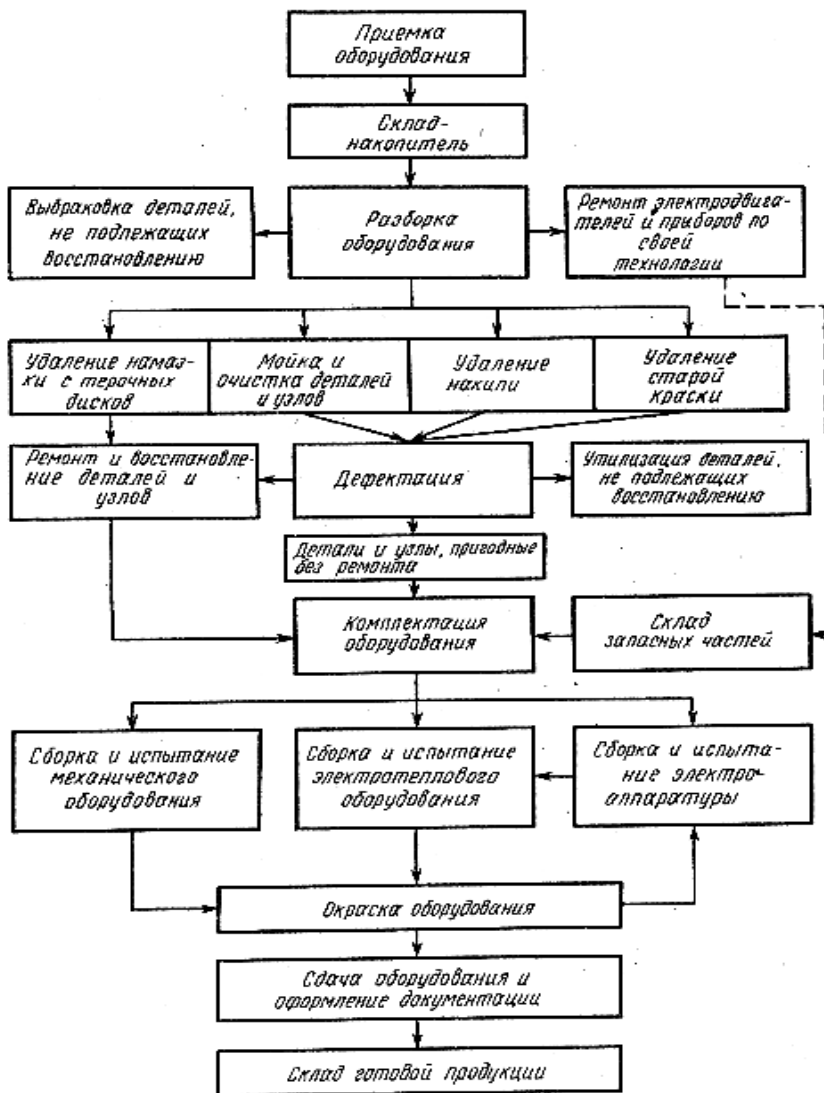 Приемка
оборудования
Склад-
накопитель
Выбраковка деталей,
не подлежащих
восстановлению
Разборка
оборудования
Ремонт электродвига-
телей и приборов по
своей
технологии
Удаление намаз-
ки с терочных
дисков
Мойка и
очистка деталей
и узлов
Удаление
накипи
Удаление
старой
краски
Ремонт и восстановле-
ние деталей и
узлов
Дефектация
Утилизация деталей,
не подлежащих
восстановлению
Детали и узлы, пригодные
без ремонта
Комплектация
оборудования
Склад
запасных частей
Сборка и испытание
механического
оборудования
Сборка и испытание
электротеплового
оборудования
Сборка и испыта-
ние электро-
аппаратуры
Окраска оборудования
Сдача оборудования и
оформление документации
Склад готовой продукции